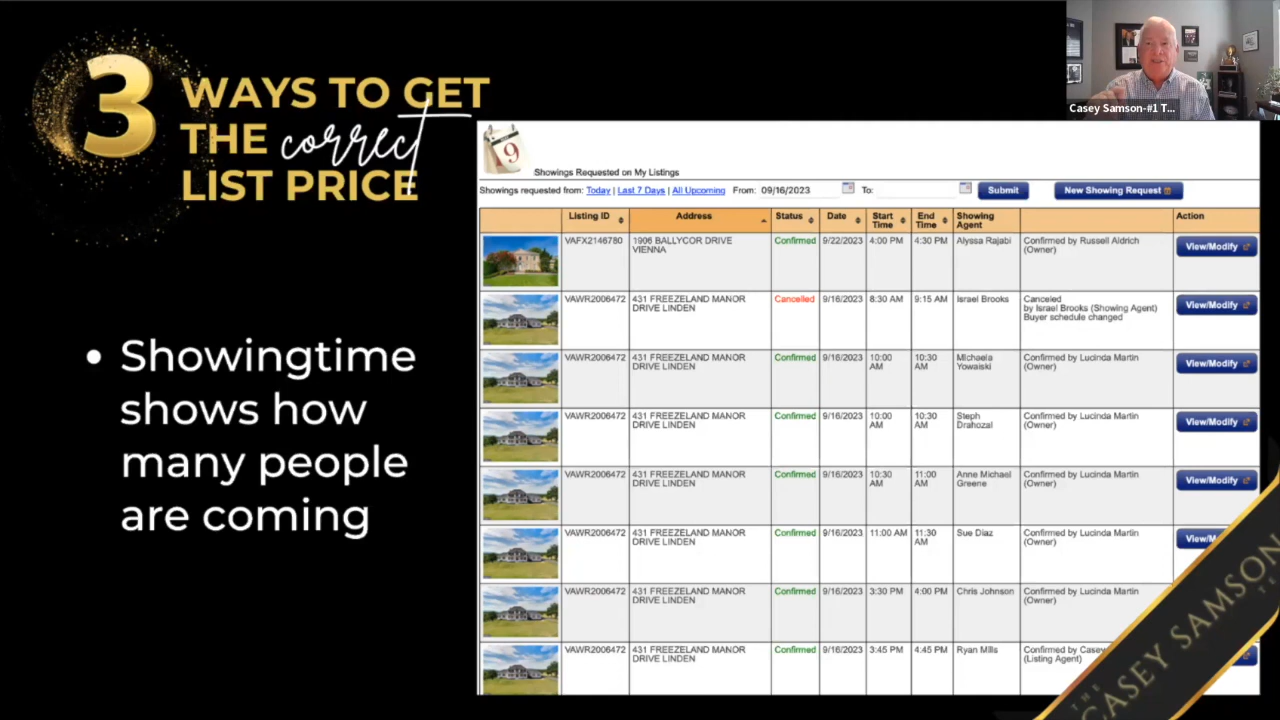 3 WAYS TO GET
THE correct
LIST PRICE
Casey Samson-#1 T...
• Showingtime
shows how
many people
are coming
9
Showings Requested on My Listings
Showings requested from: Today | Last 7 Days | All Upcoming From: 09/16/2023 To: Submit New Showing Request
Listing ID Address Status Date Start Time End Time Showing Agent Action
VAFX2146780 1906 BALLYCOR DRIVE Confirmed 9/22/2023 4:00 PM 4:30 PM Alyssa Rajabi Confirmed by Russell Aldrich View/Modify
VIENNA (Owner)
VAWR2006472 431 FREEZELAND MANOR Cancelled 9/16/2023 8:30 AM 9:15 AM Israel Brooks Canceled View/Modify
DRIVE LINDEN by Israel Brooks (Showing Agent)
Buyer schedule changed
VAWR2006472 431 FREEZELAND MANOR Confirmed 9/16/2023 10:00 10:30 Michaela Confirmed by Lucinda Martin View/Modify
DRIVE LINDEN AM AM Yowaiski (Owner)
VAWR2006472 431 FREEZELAND MANOR Confirmed 9/16/2023 10:00 10:30 Steph Confirmed by Lucinda Martin View/Modify
DRIVE LINDEN AM AM Drahozal (Owner)
VAWR2006472 431 FREEZELAND MANOR Confirmed 9/16/2023 10:30 11:00 Anne Michael Confirmed by Lucinda Martin View/Modify
DRIVE LINDEN AM AM Greene (Owner)
VAWR2006472 431 FREEZELAND MANOR Confirmed 9/16/2023 11:00 AM 11:30 Sue Diaz Confirmed by Lucinda Martin View/M
DRIVE LINDEN AM (Owner)
VAWR2006472 431 FREEZELAND MANOR Confirmed 9/16/2023 3:30 PM 4:00 PM Chris Johnson Confirmed by Lucinda Martin
DRIVE LINDEN (Owner)
VAWR2006472 431 FREEZELAND MANOR Confirmed 9/16/2023 3:45 PM 4:45 PM Ryan Mills Confirmed by Casey
DRIVE LINDEN (Listing Agent)
THE
CASEY SAMSON